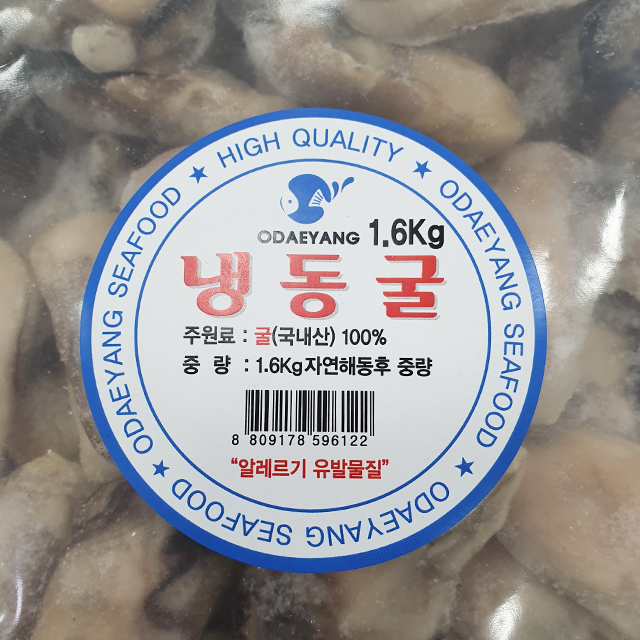 ODAEYANG SEAFOOD ★ HIGH QUALITY ★ ODAEYANG SEAFOOD ★ ODAEYANG SEAFOOD ★
ODAEYANG 1.6Kg
냉동굴
주원료 : 굴(국내산) 100%
중 량 : 1.6Kg자연해동후 중량
8 809178 596122
“알레르기 유발물질”